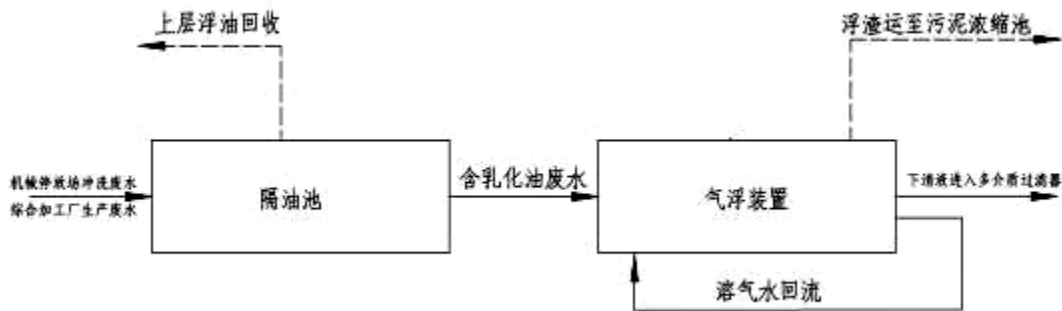 上层浮油回收
浮渣运至污泥浓缩池
机械停放场冲洗废水
综合加工厂生产废水
隔油池
含乳化油废水
气浮装置
下清液进入多介质过滤器
溶气水回流